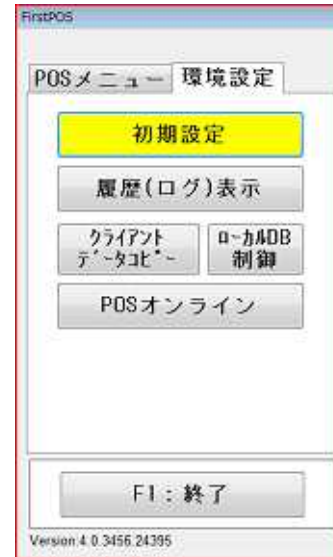 FirstPOS
POSメニュー 環境設定
初期設定
履歴(ログ)表示
クライアント ローカルDB
データコピー 制御
POSオンライン
F1：終了
Version 4.0.3456.24395